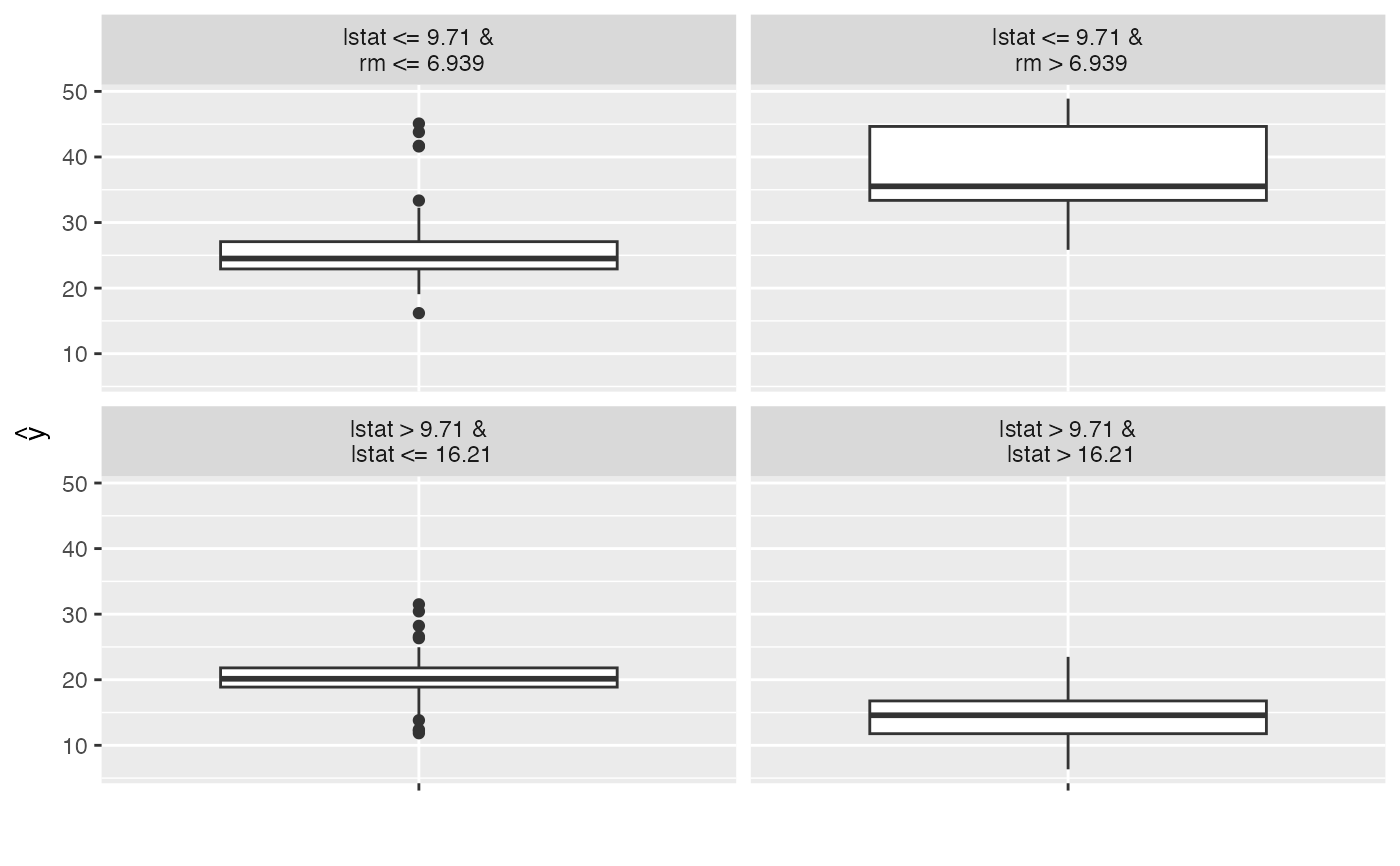 lstat <= 9.71 &
rm <= 6.939
lstat <= 9.71 &
rm > 6.939
50
40
30
20
10
ŷ
lstat > 9.71 &
lstat <= 16.21
lstat > 9.71 &
lstat > 16.21
50
40
30
20
10